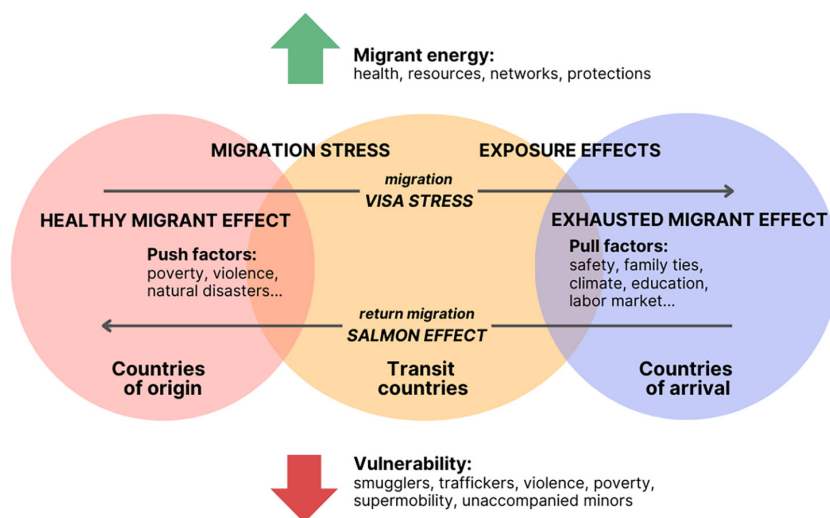 Migrant energy:
health, resources, networks, protections
MIGRATION STRESS
EXPOSURE EFFECTS
migration
VISA STRESS
HEALTHY MIGRANT EFFECT
EXHAUSTED MIGRANT EFFECT
Push factors:
poverty, violence,
natural disasters...
Pull factors:
safety, family ties,
climate, education,
labor market...
return migration
SALMON EFFECT
Countries
of origin
Transit
countries
Countries
of arrival
Vulnerability:
smugglers, traffickers, violence, poverty,
supermobility, unaccompanied minors